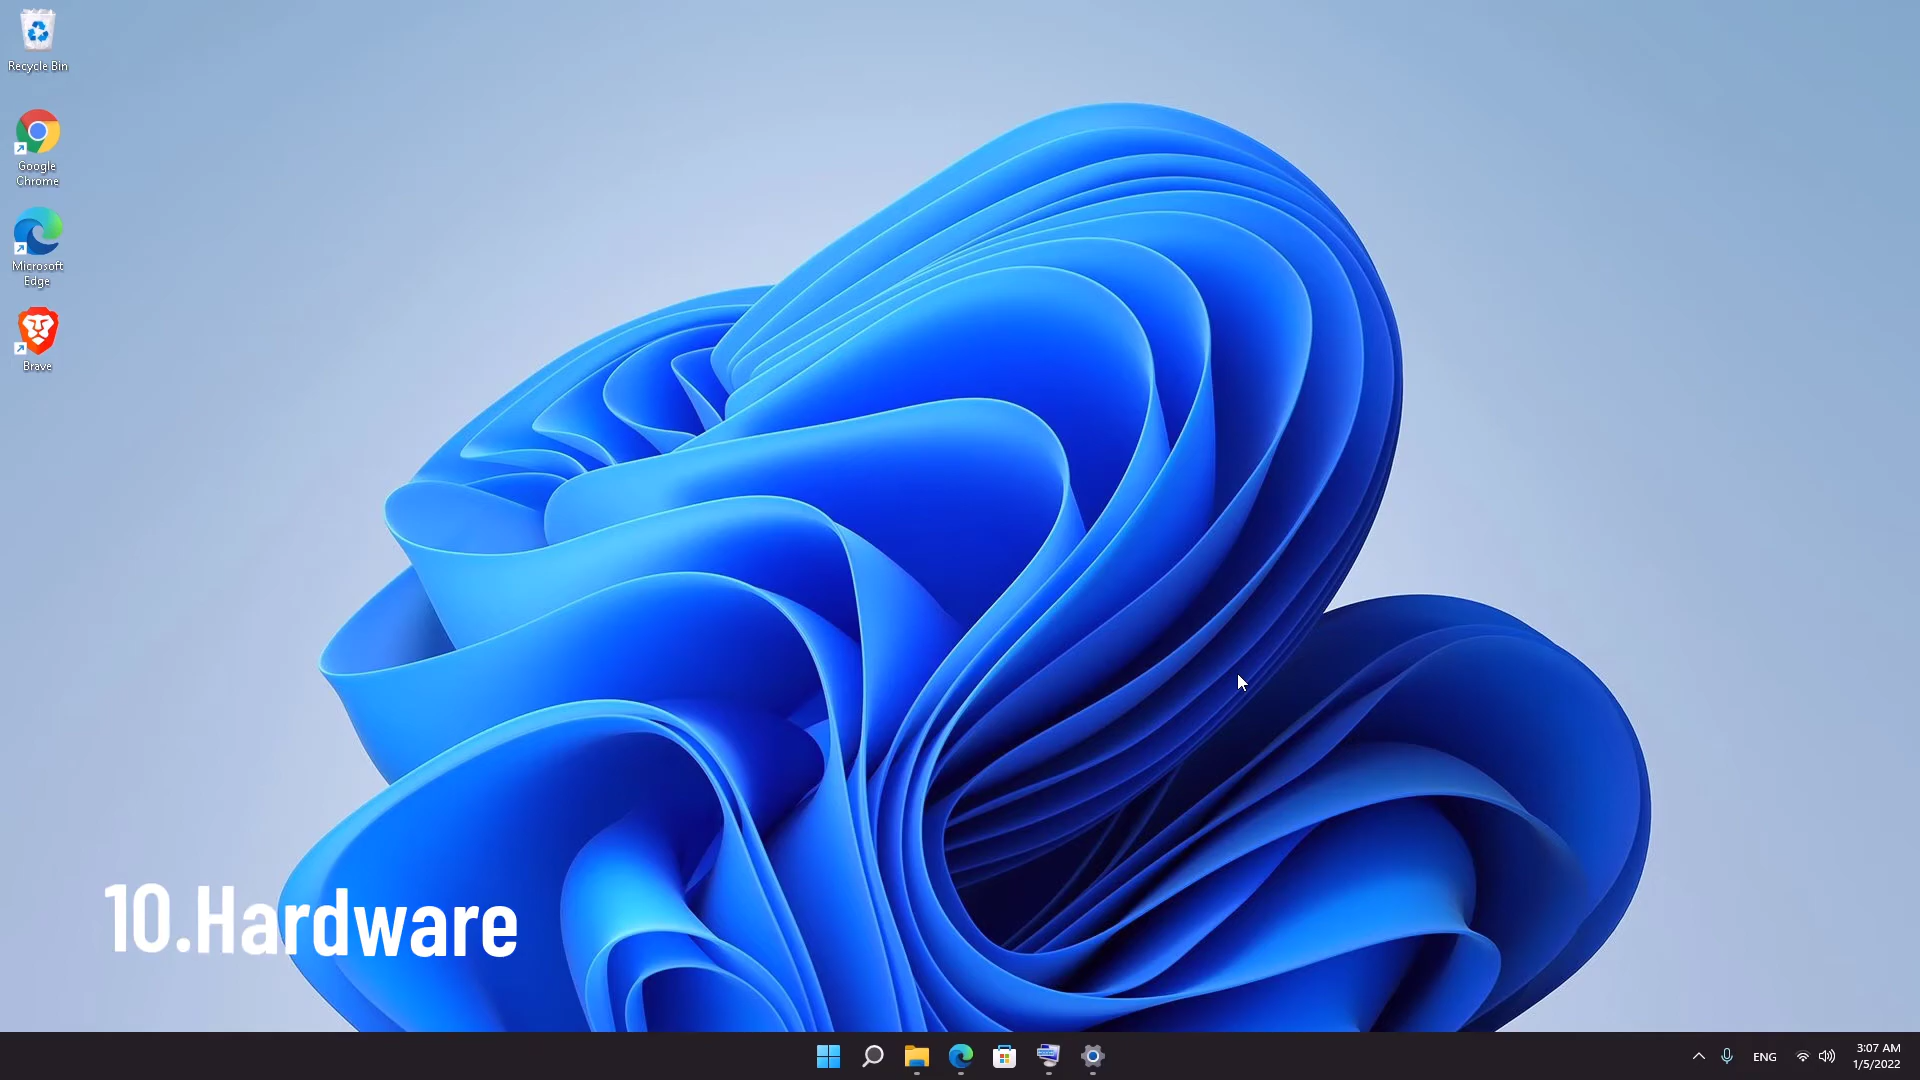 Recycle Bin
Google
Chrome
Microsoft
Edge
Brave
10.Hardware
ENG
3:07 AM
1/5/2022